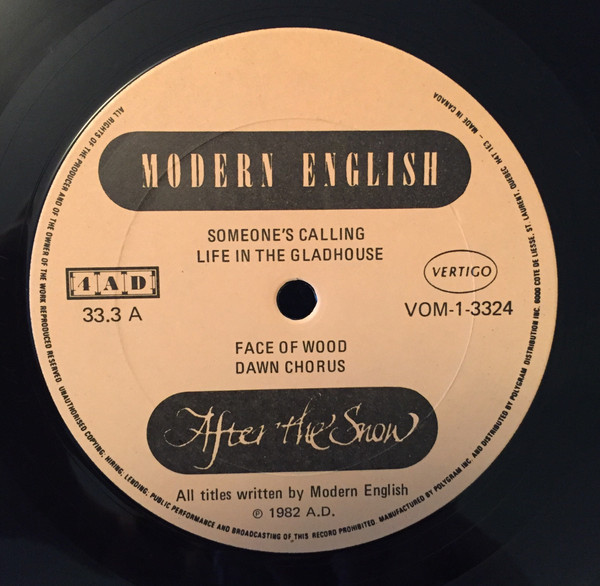 MODERN ENGLISH
SOMEONE'S CALLING
LIFE IN THE GLADHOUSE
4AD
33.3 A
VERTIGO
VOM-1-3324
FACE OF WOOD
DAWN CHORUS
After the Snow
All titles written by Modern English
℗ 1982 A.D.
ALL RIGHTS OF THE PRODUCER AND OF THE OWNER OF THE WORK REPRODUCED RESERVED. UNAUTHORISED COPYING, HIRING, LENDING, PUBLIC PERFORMANCE AND BROADCASTING OF THIS RECORD PROHIBITED. MANUFACTURED BY POLYGRAM INC. AND DISTRIBUTED BY POLYGRAM DISTRIBUTION INC. 6000 COTE DE LIESSE, ST. LAURENT, QUEBEC H4T 1E3 – MADE IN CANADA